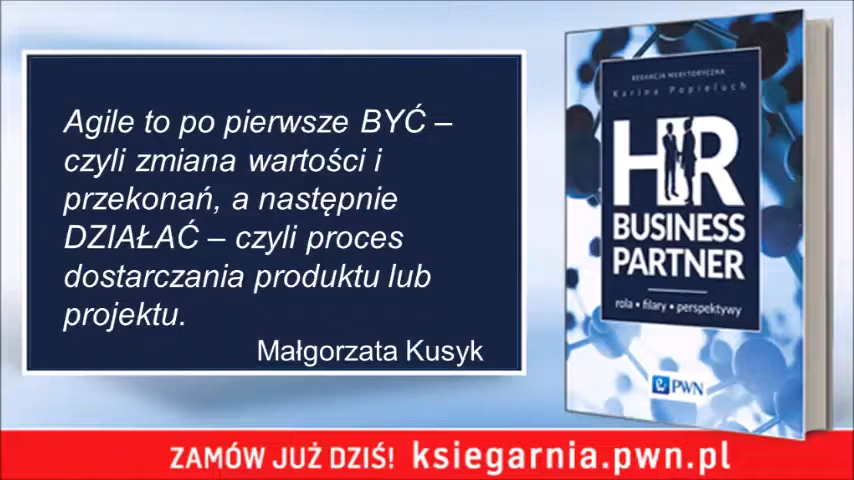 Agile to po pierwsze BYĆ –
czyli zmiana wartości i
przekonań, a następnie
DZIAŁAĆ – czyli proces
dostarczania produktu lub
projektu.
Małgorzata Kusyk
REDAKCJA MERYTORYCZNA
Karina Popieluch
HR
BUSINESS
PARTNER
rola • filary • perspektywy
PWN
ZAMÓW JUŻ DZIŚ! ksiegarnia.pwn.pl